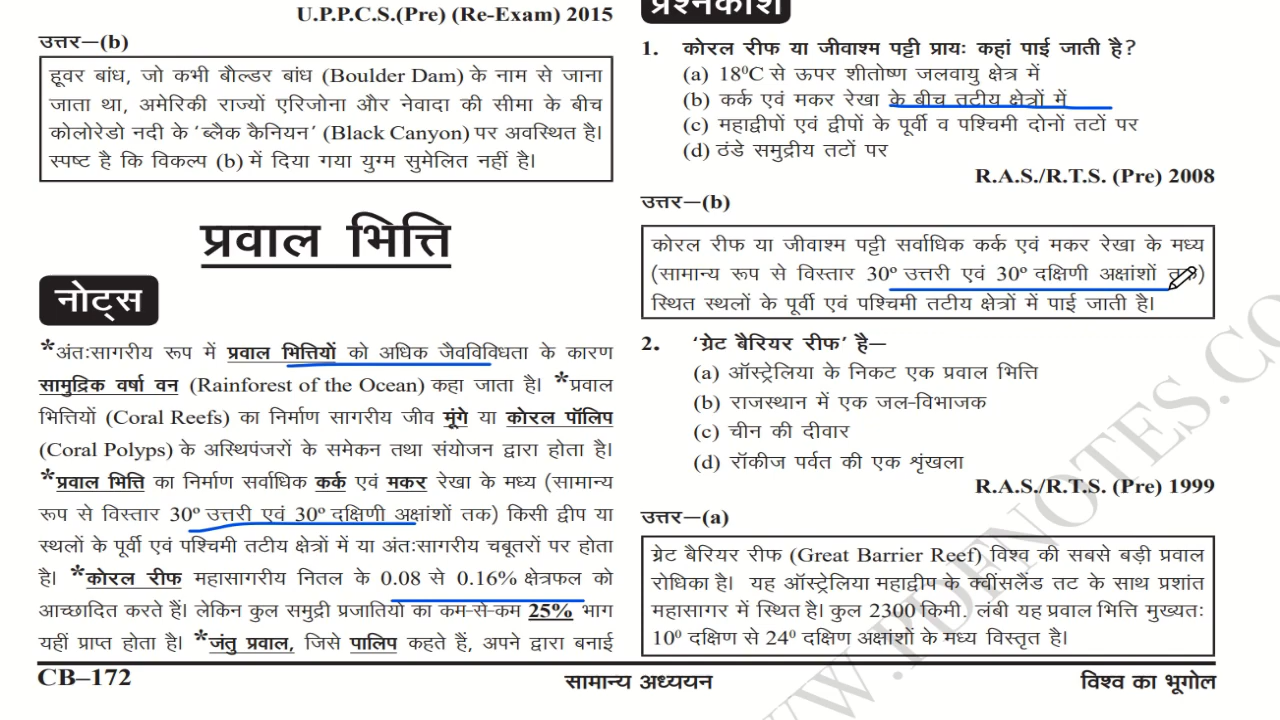 U.P.P.C.S.(Pre) (Re-Exam) 2015
उत्तर—(b)
हूवर बांध, जो कभी बोल्डर बांध (Boulder Dam) के नाम से जाना
जाता था, अमेरिकी राज्यों एरिजोना और नेवादा की सीमा के बीच
कोलोरेडो नदी के ‘ब्लैक कैनियन’ (Black Canyon) पर अवस्थित है।
स्पष्ट है कि विकल्प (b) में दिया गया युग्म सुमेलित नहीं है।
प्रवाल भित्ति
नोट्स
*अंतःसागरीय रूप में प्रवाल भित्तियों को अधिक जैवविविधता के कारण
सामुद्रिक वर्षा वन (Rainforest of the Ocean) कहा जाता है। *प्रवाल
भित्तियों (Coral Reefs) का निर्माण सागरीय जीव मूंगे या कोरल पॉलिप
(Coral Polyps) के अस्थिपंजरों के समेकन तथा संयोजन द्वारा होता है।
*प्रवाल भित्ति का निर्माण सर्वाधिक कर्क एवं मकर रेखा के मध्य (सामान्य
रूप से विस्तार 30º उत्तरी एवं 30º दक्षिणी अक्षांशों तक) किसी द्वीप या
स्थलों के पूर्वी एवं पश्चिमी तटीय क्षेत्रों में या अंतःसागरीय चबूतरों पर होता
है। *कोरल रीफ महासागरीय नितल के 0.08 से 0.16% क्षेत्रफल को
आच्छादित करते हैं। लेकिन कुल समुद्री प्रजातियों का कम-से-कम 25% भाग
यहीं प्राप्त होता है। *जंतु प्रवाल, जिसे पालिप कहते हैं, अपने द्वारा बनाई
प्रश्नकोश
1. कोरल रीफ या जीवाश्म पट्टी प्रायः कहां पाई जाती है?
(a) 18⁰C से ऊपर शीतोष्ण जलवायु क्षेत्र में
(b) कर्क एवं मकर रेखा के बीच तटीय क्षेत्रों में
(c) महाद्वीपों एवं द्वीपों के पूर्वी व पश्चिमी दोनों तटों पर
(d) ठंडे समुद्रीय तटों पर
R.A.S./R.T.S. (Pre) 2008
उत्तर—(b)
कोरल रीफ या जीवाश्म पट्टी सर्वाधिक कर्क एवं मकर रेखा के मध्य
(सामान्य रूप से विस्तार 30º उत्तरी एवं 30º दक्षिणी अक्षांशों तक)
स्थित स्थलों के पूर्वी एवं पश्चिमी तटीय क्षेत्रों में पाई जाती है।
2. ‘ग्रेट बैरियर रीफ’ है—
(a) ऑस्ट्रेलिया के निकट एक प्रवाल भित्ति
(b) राजस्थान में एक जल-विभाजक
(c) चीन की दीवार
(d) रॉकीज पर्वत की एक शृंखला
R.A.S./R.T.S. (Pre) 1999
उत्तर—(a)
ग्रेट बैरियर रीफ (Great Barrier Reef) विश्व की सबसे बड़ी प्रवाल
रोधिका है। यह ऑस्ट्रेलिया महाद्वीप के क्वींसलैंड तट के साथ प्रशांत
महासागर में स्थित है। कुल 2300 किमी. लंबी यह प्रवाल भित्ति मुख्यतः
10⁰ दक्षिण से 24⁰ दक्षिण अक्षांशों के मध्य विस्तृत है।
WWW.PDFNOTES.CO
CB–172
सामान्य अध्ययन
विश्व का भूगोल